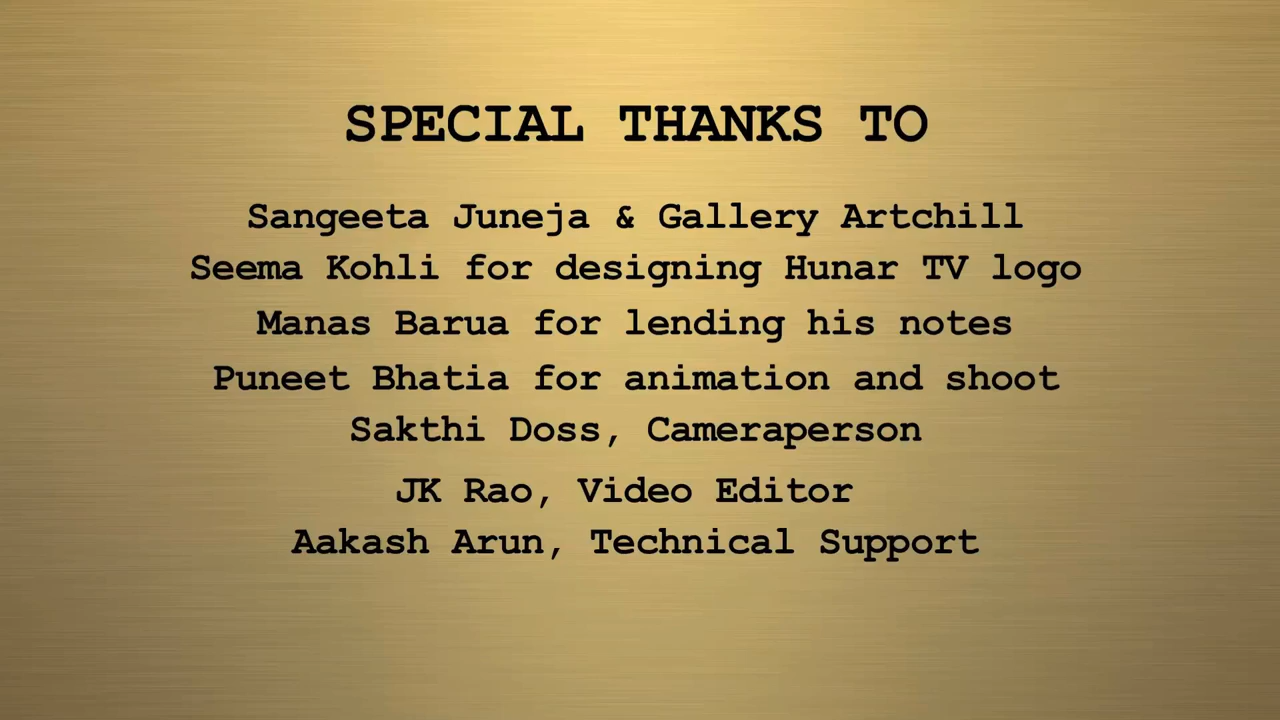 SPECIAL THANKS TO
Sangeeta Juneja & Gallery Artchill
Seema Kohli for designing Hunar TV logo
Manas Barua for lending his notes
Puneet Bhatia for animation and shoot
Sakthi Doss, Cameraperson
JK Rao, Video Editor
Aakash Arun, Technical Support